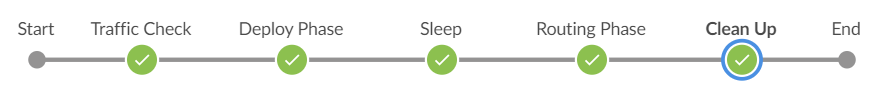 Start Traffic Check Deploy Phase Sleep Routing Phase Clean Up End